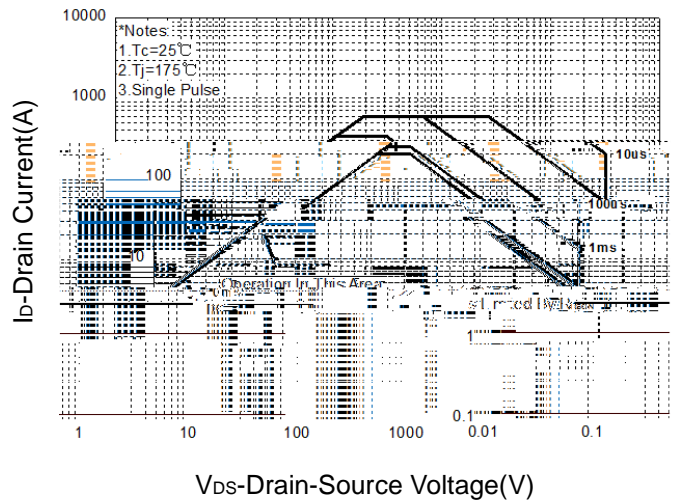 10000
*Notes:
1.Tc=25℃
2.Tj=175℃
3.Single Pulse
1000
10us
100
100us
1ms
10
Operation In This Area
1
0.1
1
10
100
1000
0.01
0.1
ID-Drain Current(A)
VDS-Drain-Source Voltage(V)